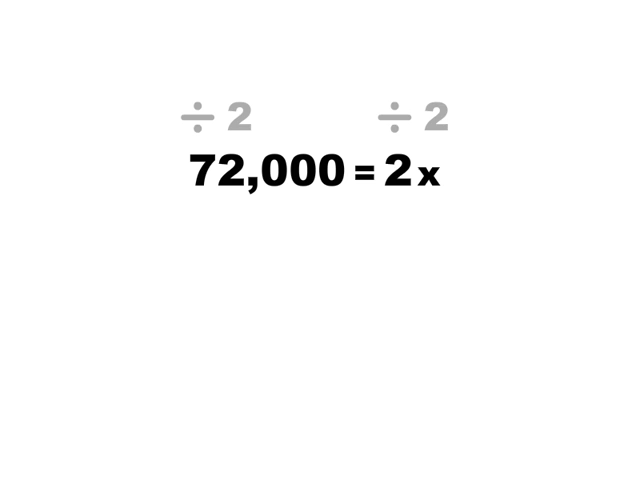 ÷ 2 ÷ 2
72,000 = 2x